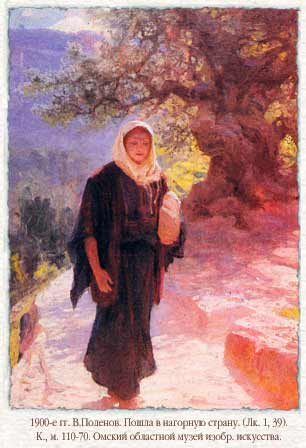 1900-е гг. В.Поленов. Пошла в нагорную страну. (Лк. 1, 39).
К., м. 110-70. Омский областной музей изобр. искусства.